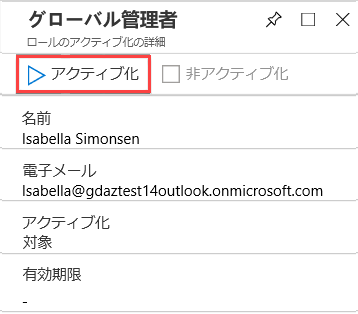 グローバル管理者
ロールのアクティブ化の詳細
アクティブ化 非アクティブ化
名前
Isabella Simonsen
電子メール
Isabella@gdaztest14outlook.onmicrosoft.com
アクティブ化
対象
有効期限
-